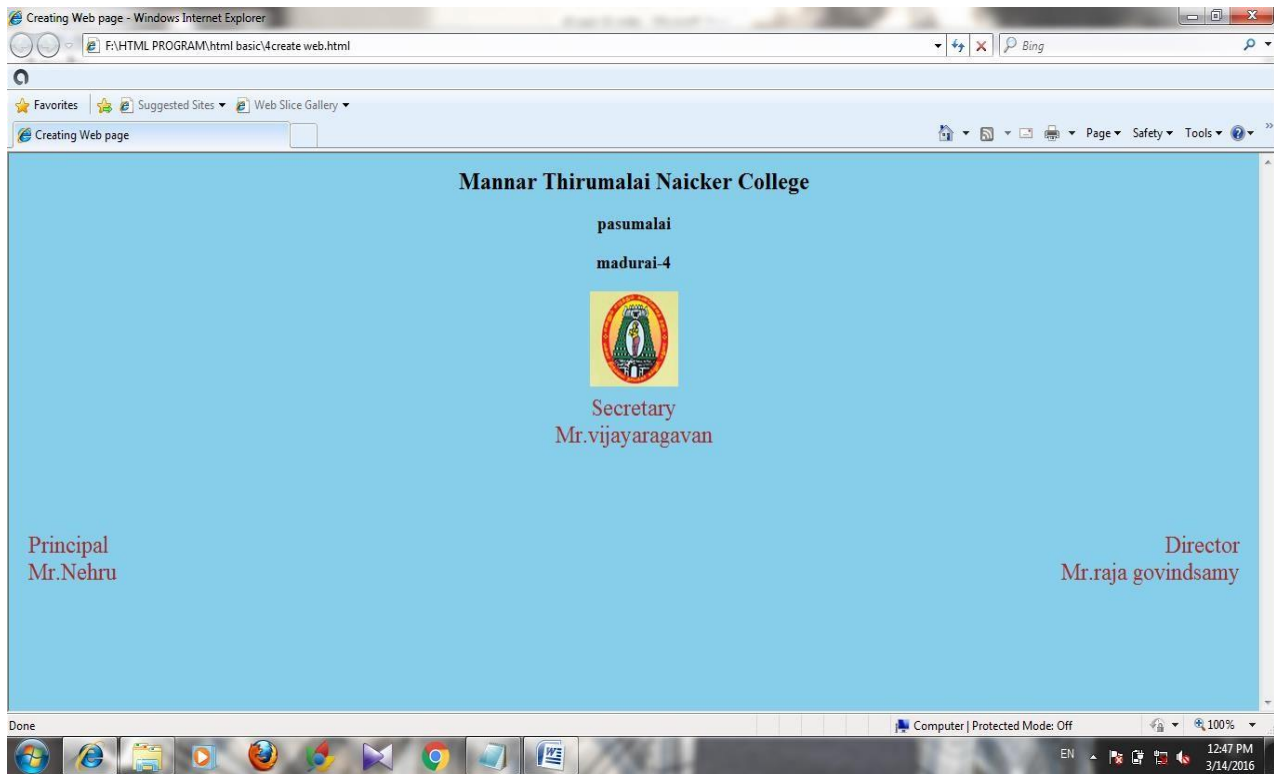 Creating Web page - Windows Internet Explorer
F:\HTML PROGRAM\html basic\4create web.html
Bing
Favorites Suggested Sites Web Slice Gallery
Creating Web page
Page Safety Tools
Mannar Thirumalai Naicker College
pasumalai
madurai-4
Secretary
Mr.vijayaragavan
Principal
Mr.Nehru
Director
Mr.raja govindsamy
Done
Computer | Protected Mode: Off
100%
EN
12:47 PM
3/14/2016